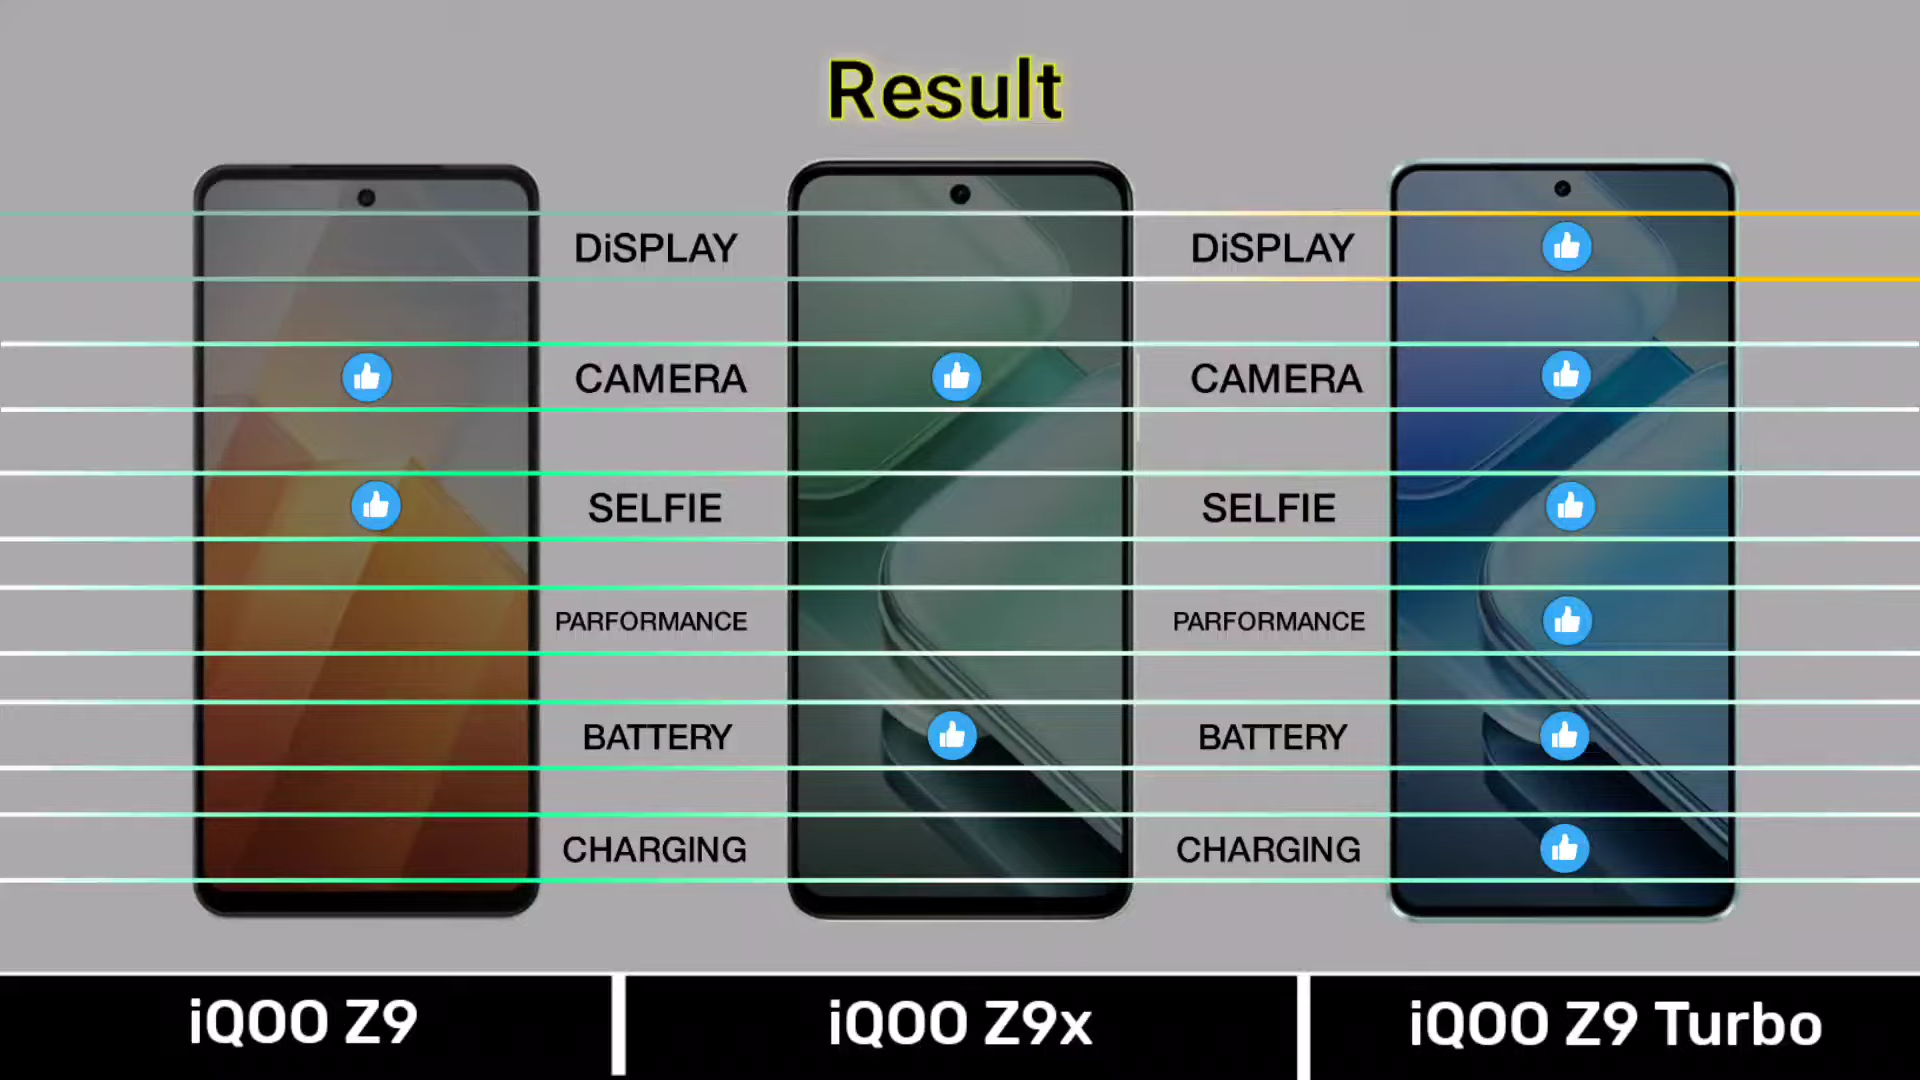 Result
DiSPLAY DiSPLAY
CAMERA CAMERA
SELFIE SELFIE
PARFORMANCE PARFORMANCE
BATTERY BATTERY
CHARGING CHARGING
iQOO Z9 iQOO Z9x iQOO Z9 Turbo